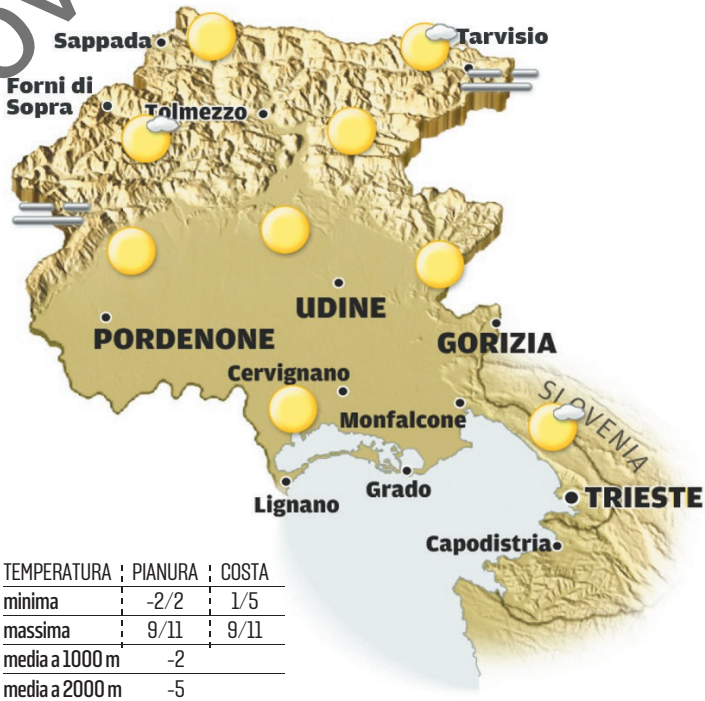 Sappada
Tarvisio
Forni di
Sopra
Tolmezzo
UDINE
PORDENONE
GORIZIA
Cervignano
SLOVENIA
Monfalcone
Grado
Lignano
TRIESTE
Capodistria
TEMPERATURA PIANURA COSTA
minima -2/2 1/5
massima 9/11 9/11
media a 1000 m -2
media a 2000 m -5